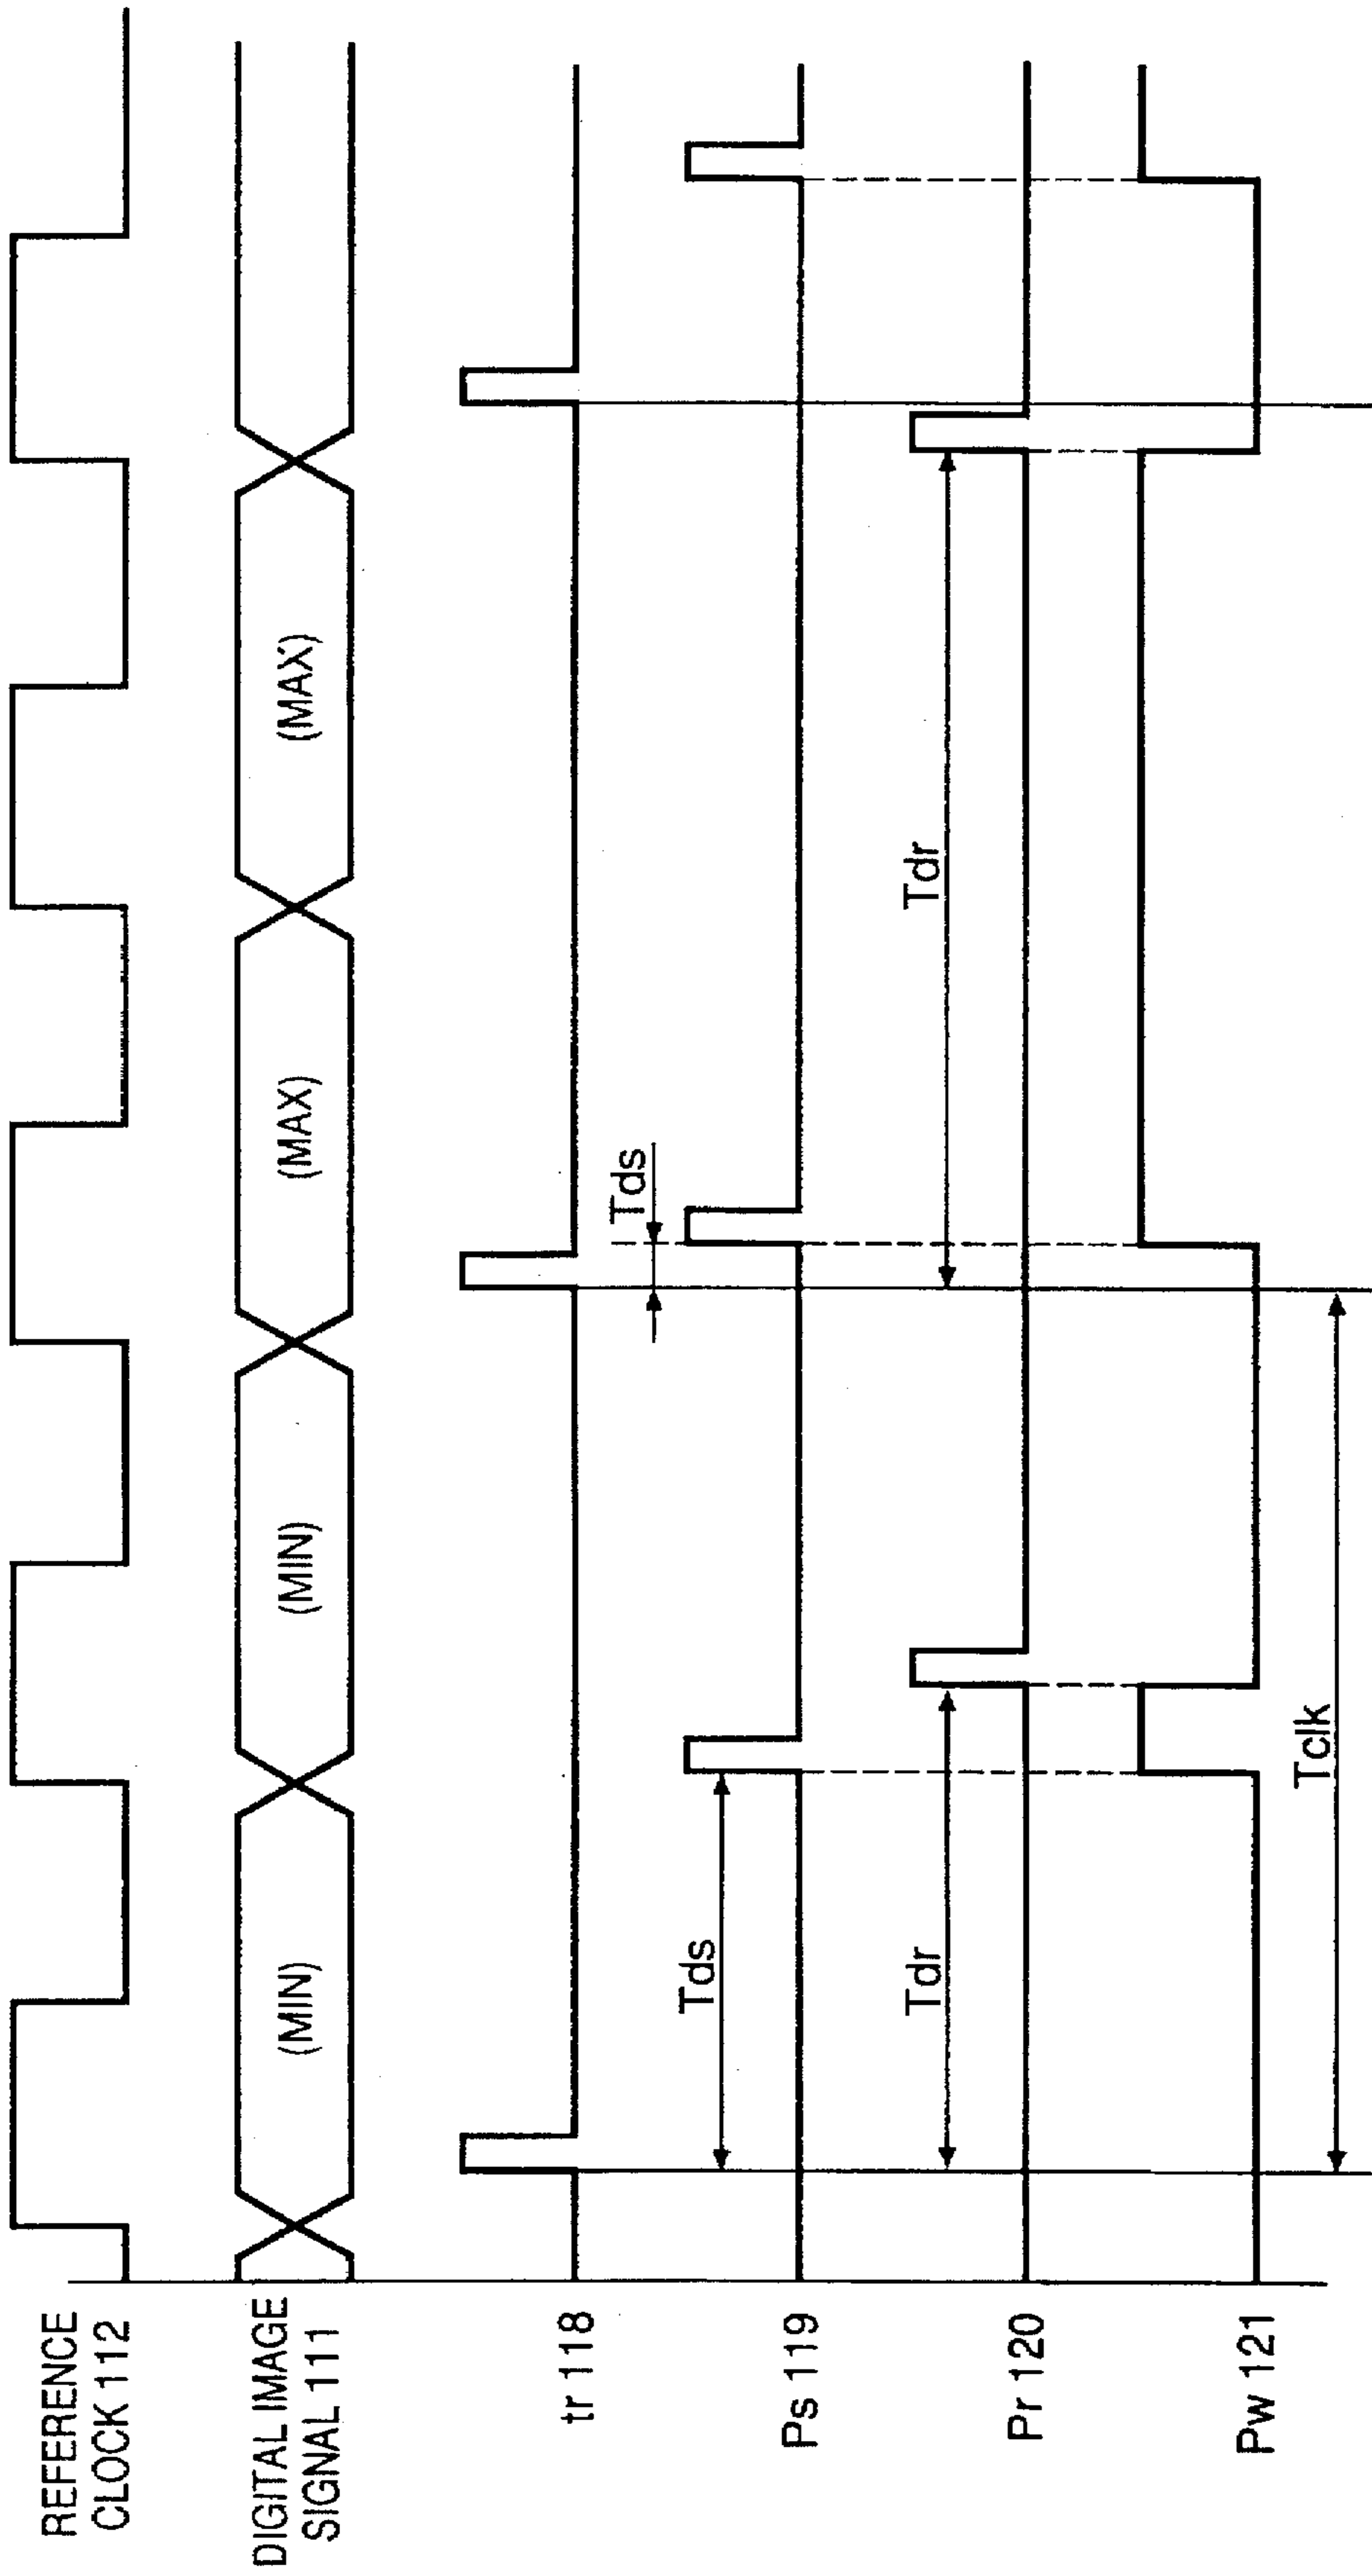 REFERENCE
CLOCK 112
DIGITAL IMAGE
SIGNAL 111
(MIN)
(MIN)
(MAX)
(MAX)
tr 118
Tds
Ps 119
Tds
Tdr
Tdr
Pr 120
Pw 121
Tclk